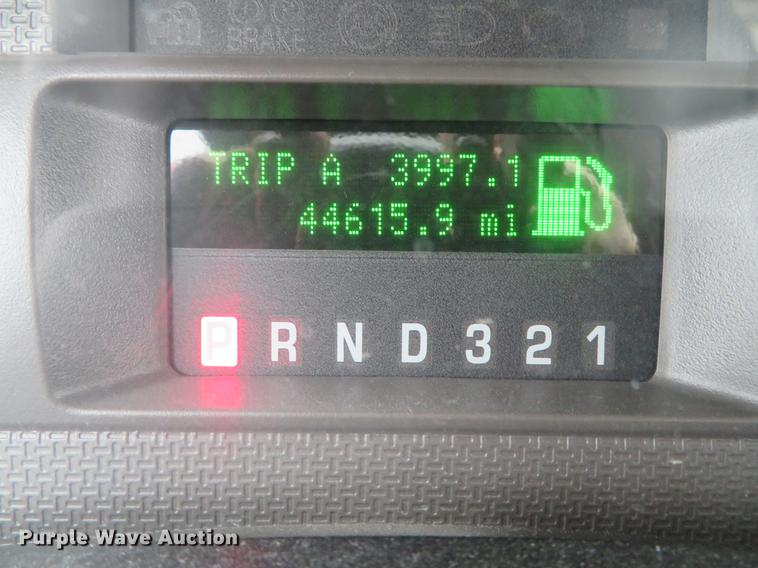 BRAKE
TRIP A 3997.1
44615.9 mi
P R N D 3 2 1
Purple Wave Auction